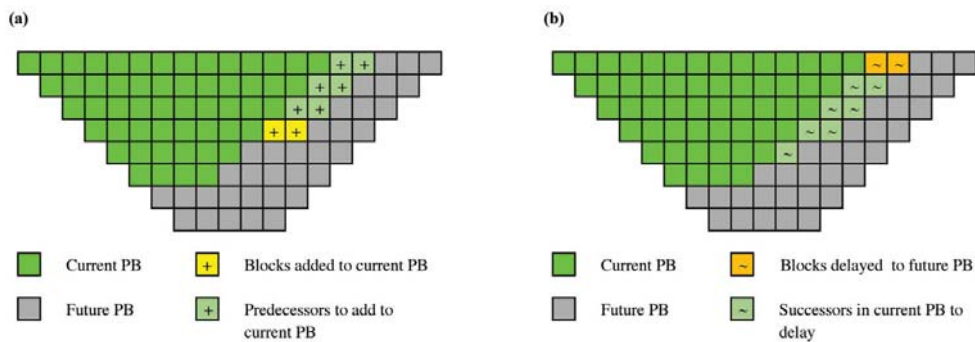 (a)
(b)
+ +
~ ~
+ +
~ ~
+ +
~ ~
+ +
~ ~
~
Current PB
+ Blocks added to current PB
Current PB
~ Blocks delayed to future PB
Future PB
+ Predecessors to add to
current PB
Future PB
~ Successors in current PB to
delay